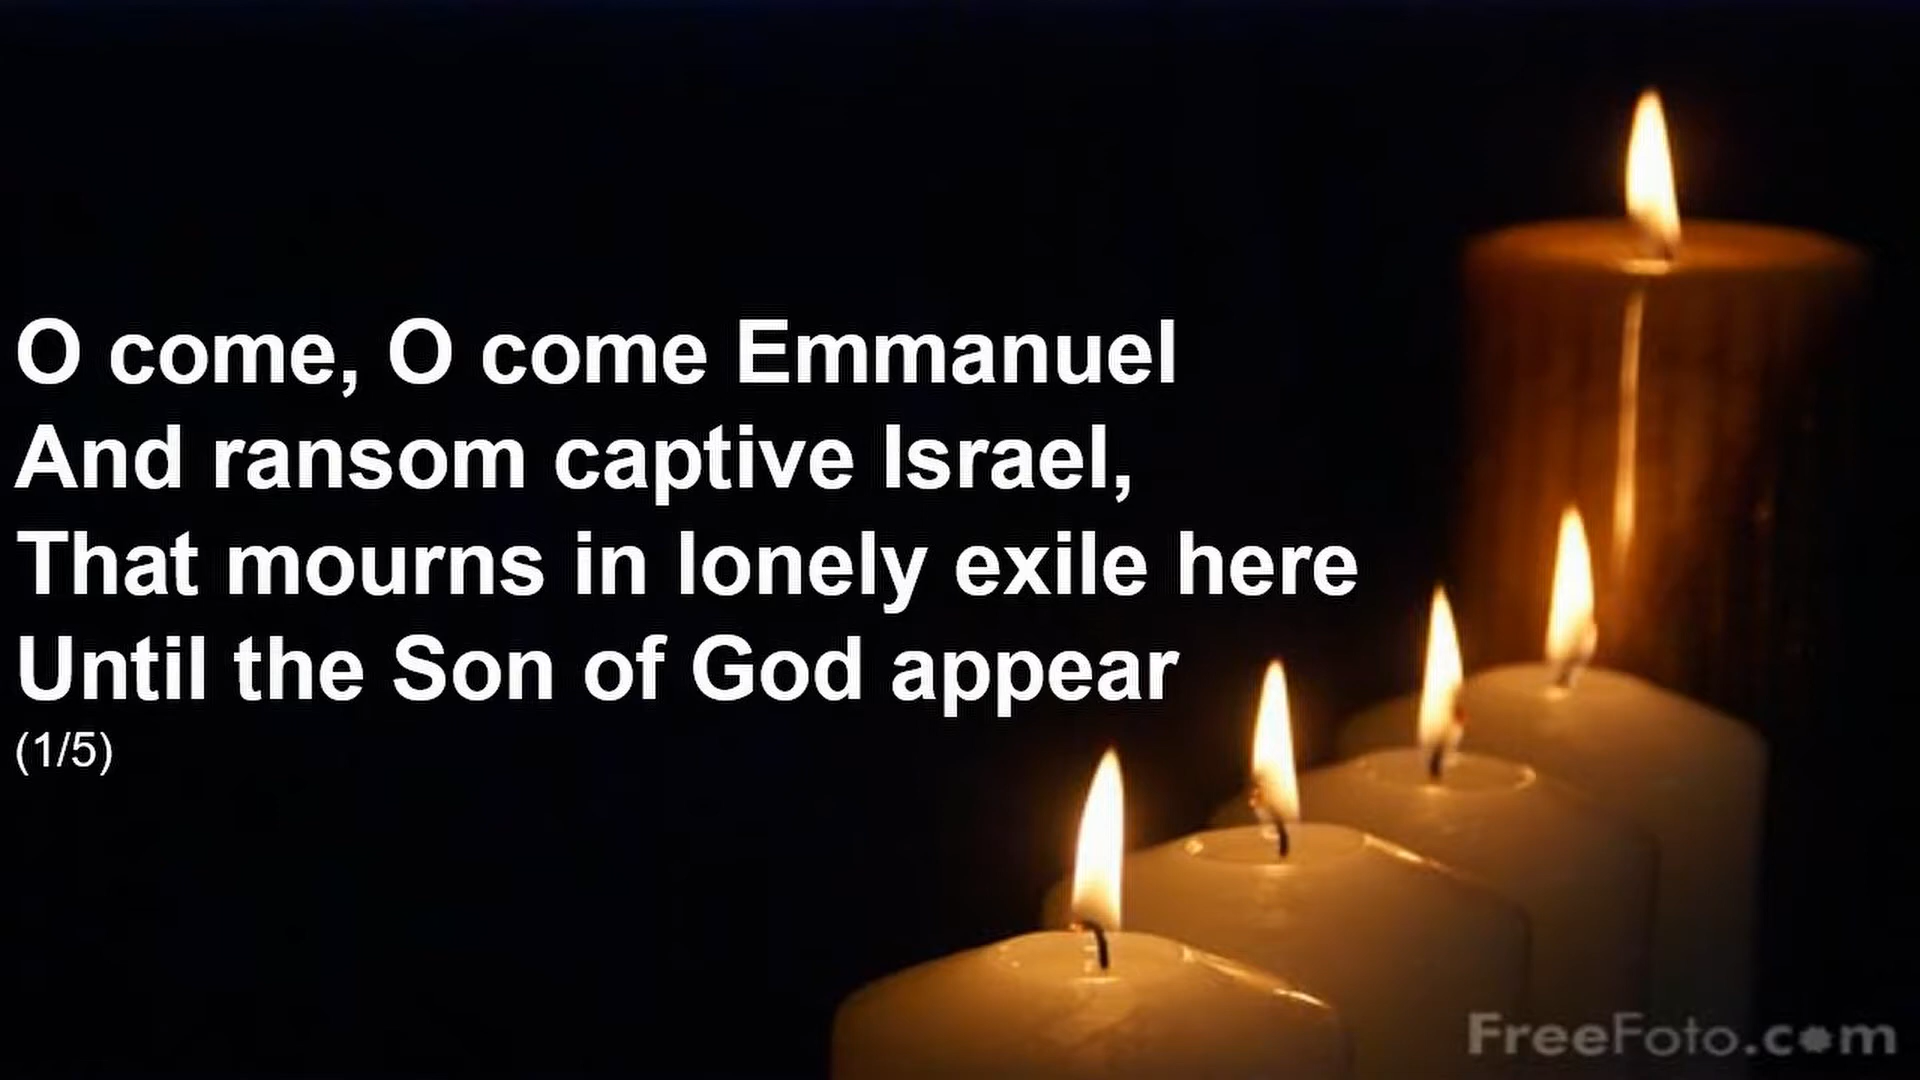 O come, O come Emmanuel
And ransom captive Israel,
That mourns in lonely exile here
Until the Son of God appear
(1/5)
FreeFoto.com